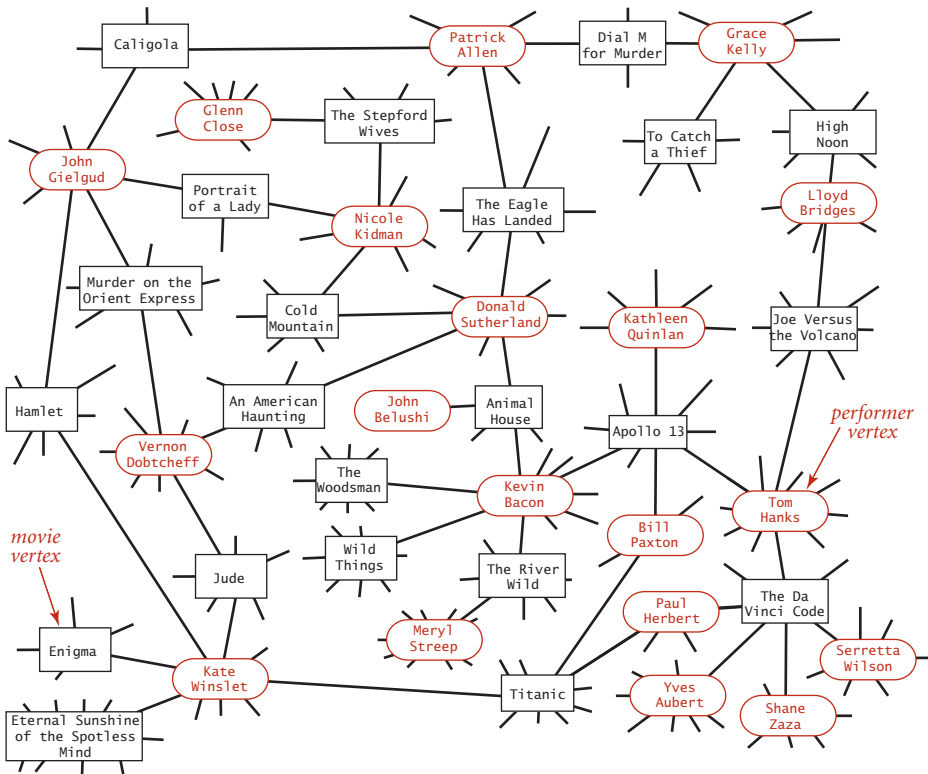 Caligola
Patrick
Allen
Dial M
for Murder
Grace
Kelly
Glenn
Close
The Stepford
Wives
To Catch
a Thief
High
Noon
John
Gielgud
Portrait
of a Lady
Nicole
Kidman
The Eagle
Has Landed
Lloyd
Bridges
Murder on the
Orient Express
Cold
Mountain
Donald
Sutherland
Kathleen
Quinlan
Joe Versus
the Volcano
Hamlet
An American
Haunting
John
Belushi
Animal
House
Apollo 13
performer
vertex
Vernon
Dobtcheff
The
Woodsman
Kevin
Bacon
Tom
Hanks
movie
vertex
Jude
Wild
Things
The River
Wild
Bill
Paxton
Enigma
Kate
Winslet
Meryl
Streep
Paul
Herbert
The Da
Vinci Code
Serretta
Wilson
Eternal Sunshine
of the Spotless
Mind
Titanic
Yves
Aubert
Shane
Zaza